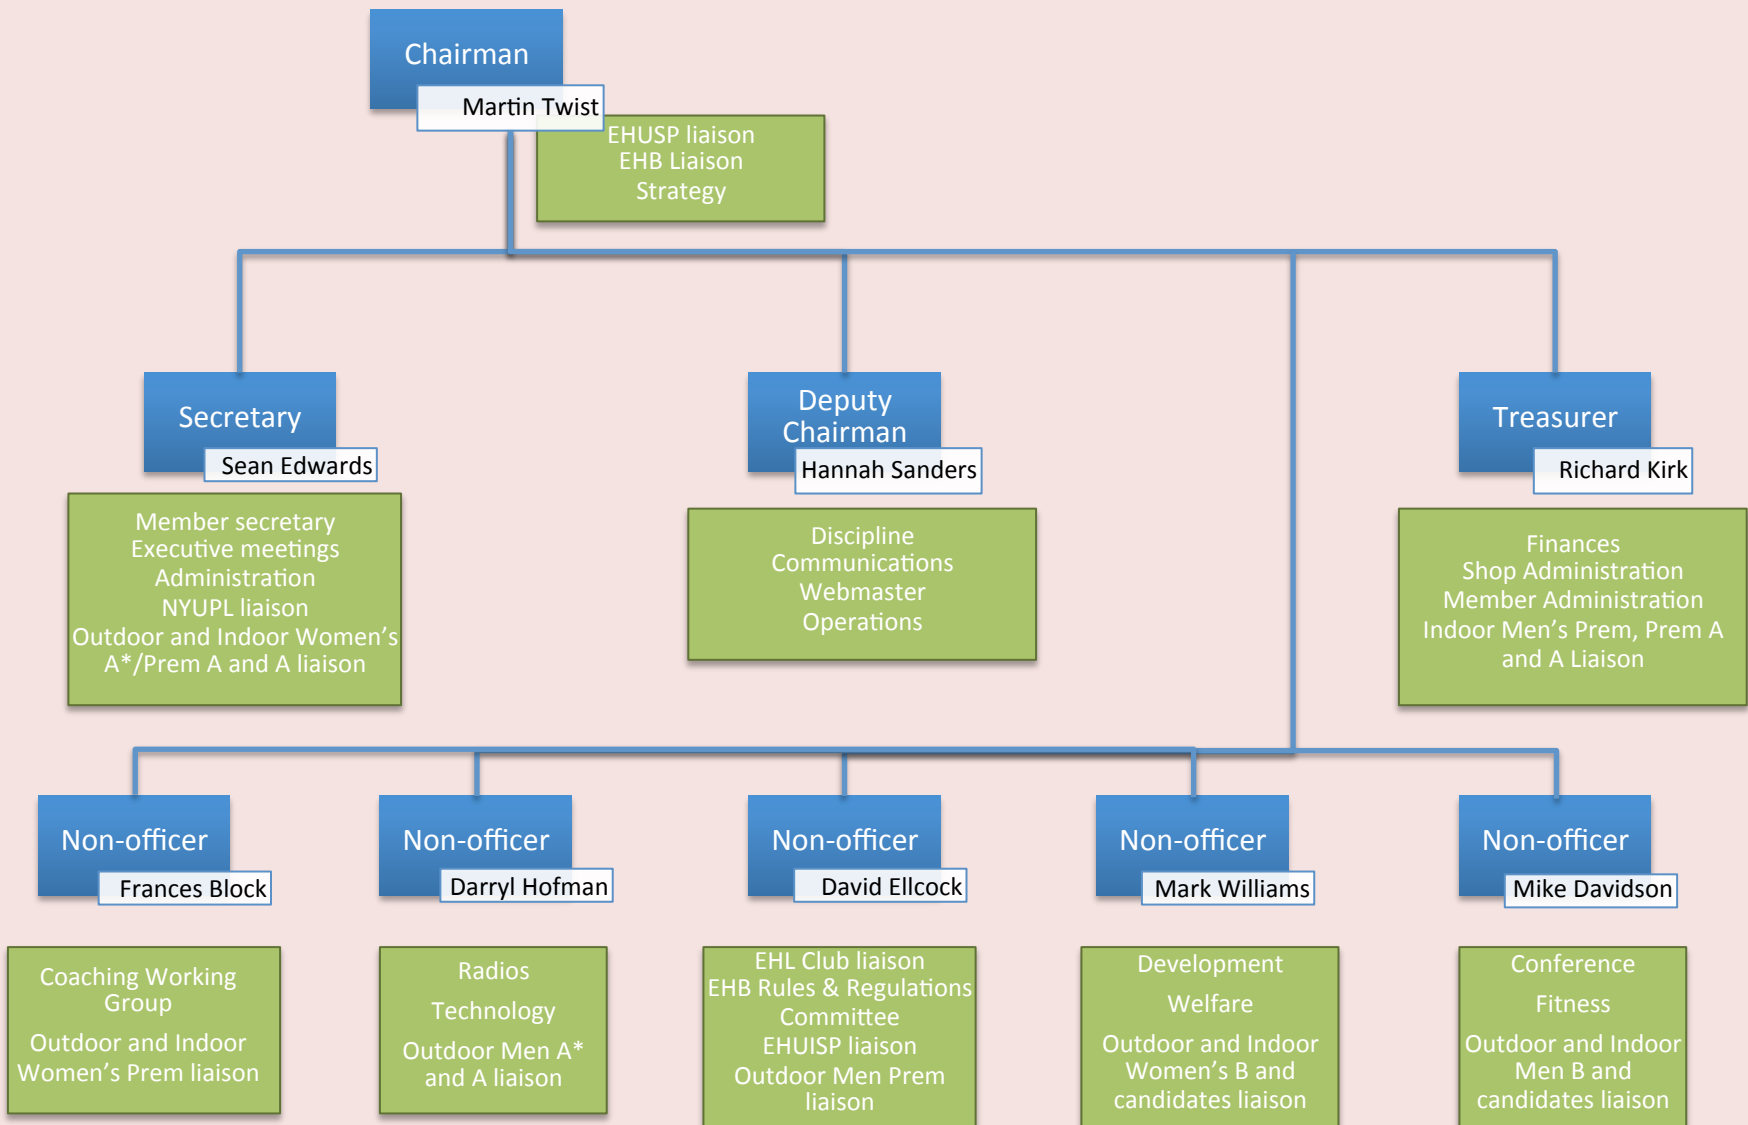 Chairman
Martin Twist
EHUSP liaison
EHB Liaison
Strategy
Secretary
Sean Edwards
Member secretary
Executive meetings
Administration
NYUPL liaison
Outdoor and Indoor Women's
A*/Prem A and A liaison
Deputy
Chairman
Hannah Sanders
Discipline
Communications
Webmaster
Operations
Treasurer
Richard Kirk
Finances
Shop Administration
Member Administration
Indoor Men's Prem, Prem A
and A Liaison
Non-officer
Frances Block
Coaching Working
Group
Outdoor and Indoor
Women's Prem liaison
Non-officer
Darryl Hofman
Radios
Technology
Outdoor Men A*
and A liaison
Non-officer
David Ellcock
EHL Club liaison
EHB Rules & Regulations
Committee
EHUISP liaison
Outdoor Men Prem
liaison
Non-officer
Mark Williams
Development
Welfare
Outdoor and Indoor
Women's B and
candidates liaison
Non-officer
Mike Davidson
Conference
Fitness
Outdoor and Indoor
Men B and
candidates liaison